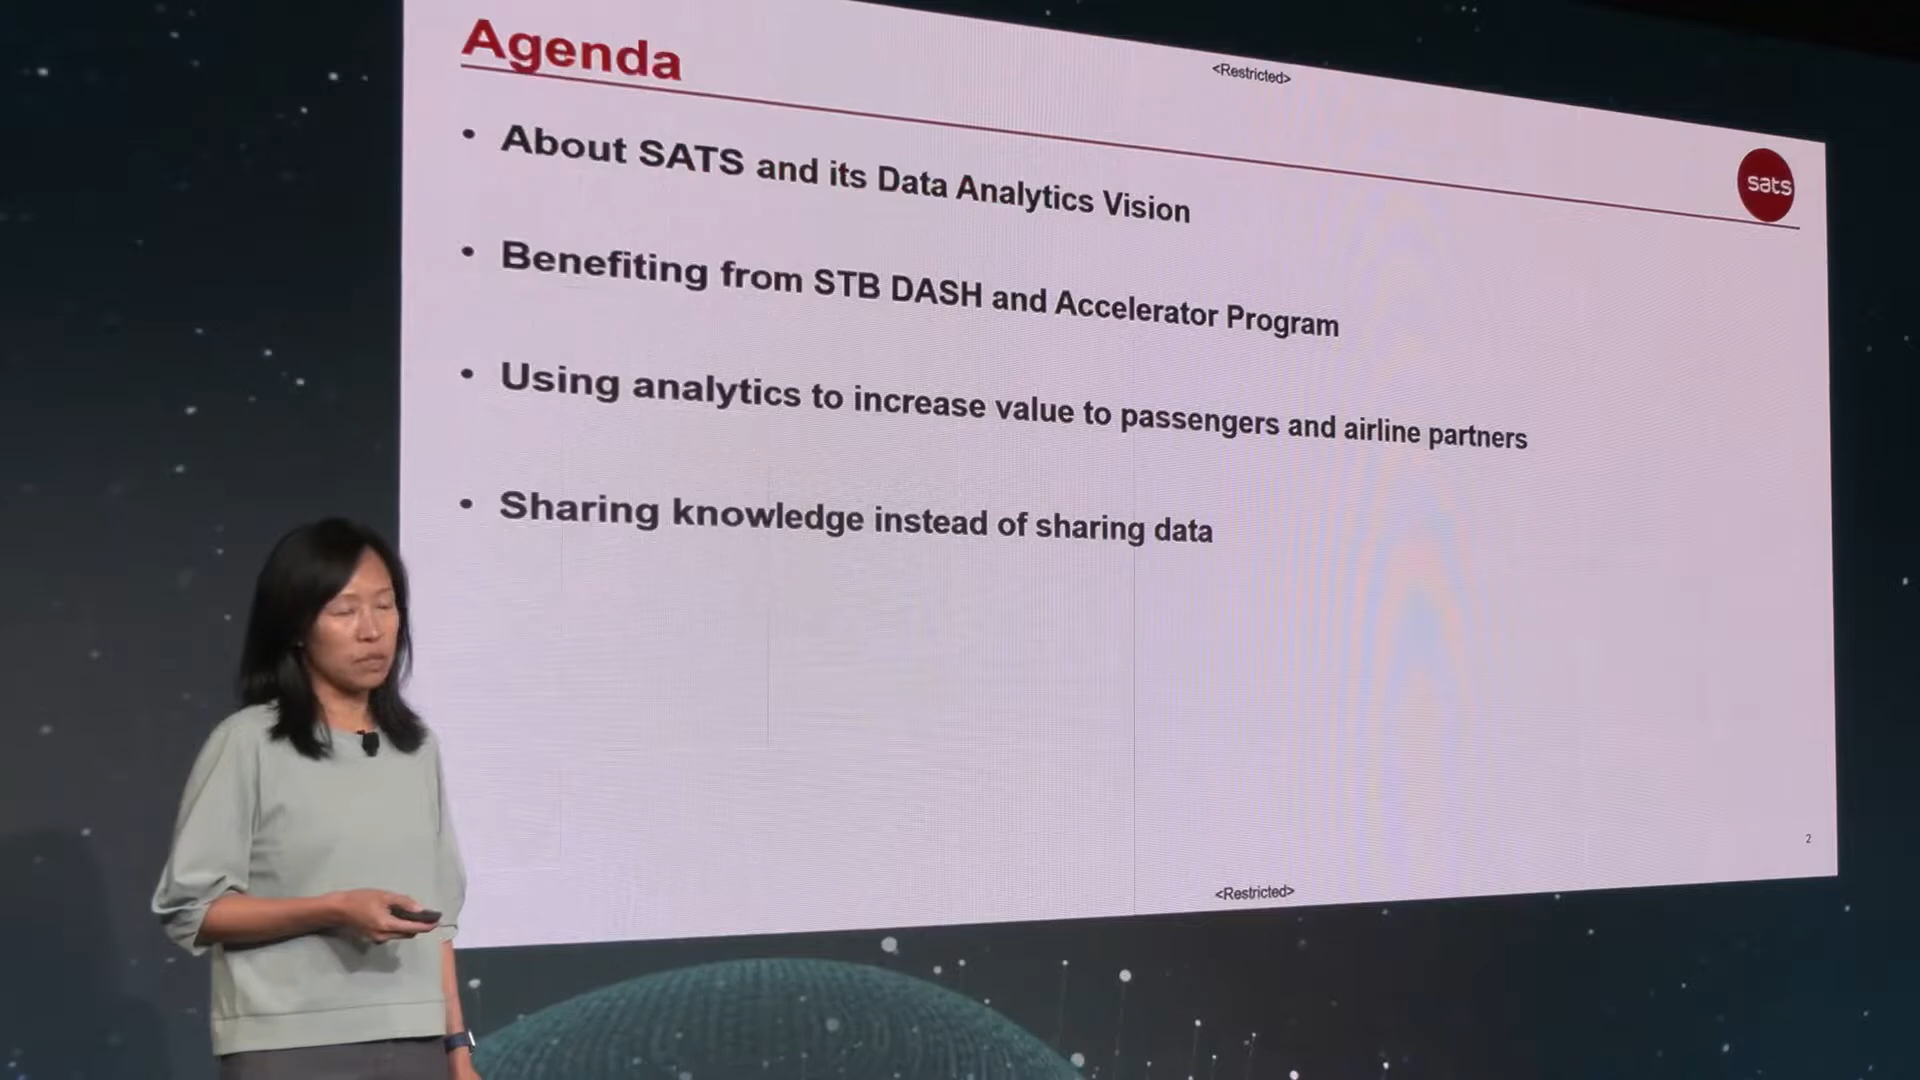 Agenda
<Restricted>
sats
• About SATS and its Data Analytics Vision
• Benefiting from STB DASH and Accelerator Program
• Using analytics to increase value to passengers and airline partners
• Sharing knowledge instead of sharing data
2
<Restricted>